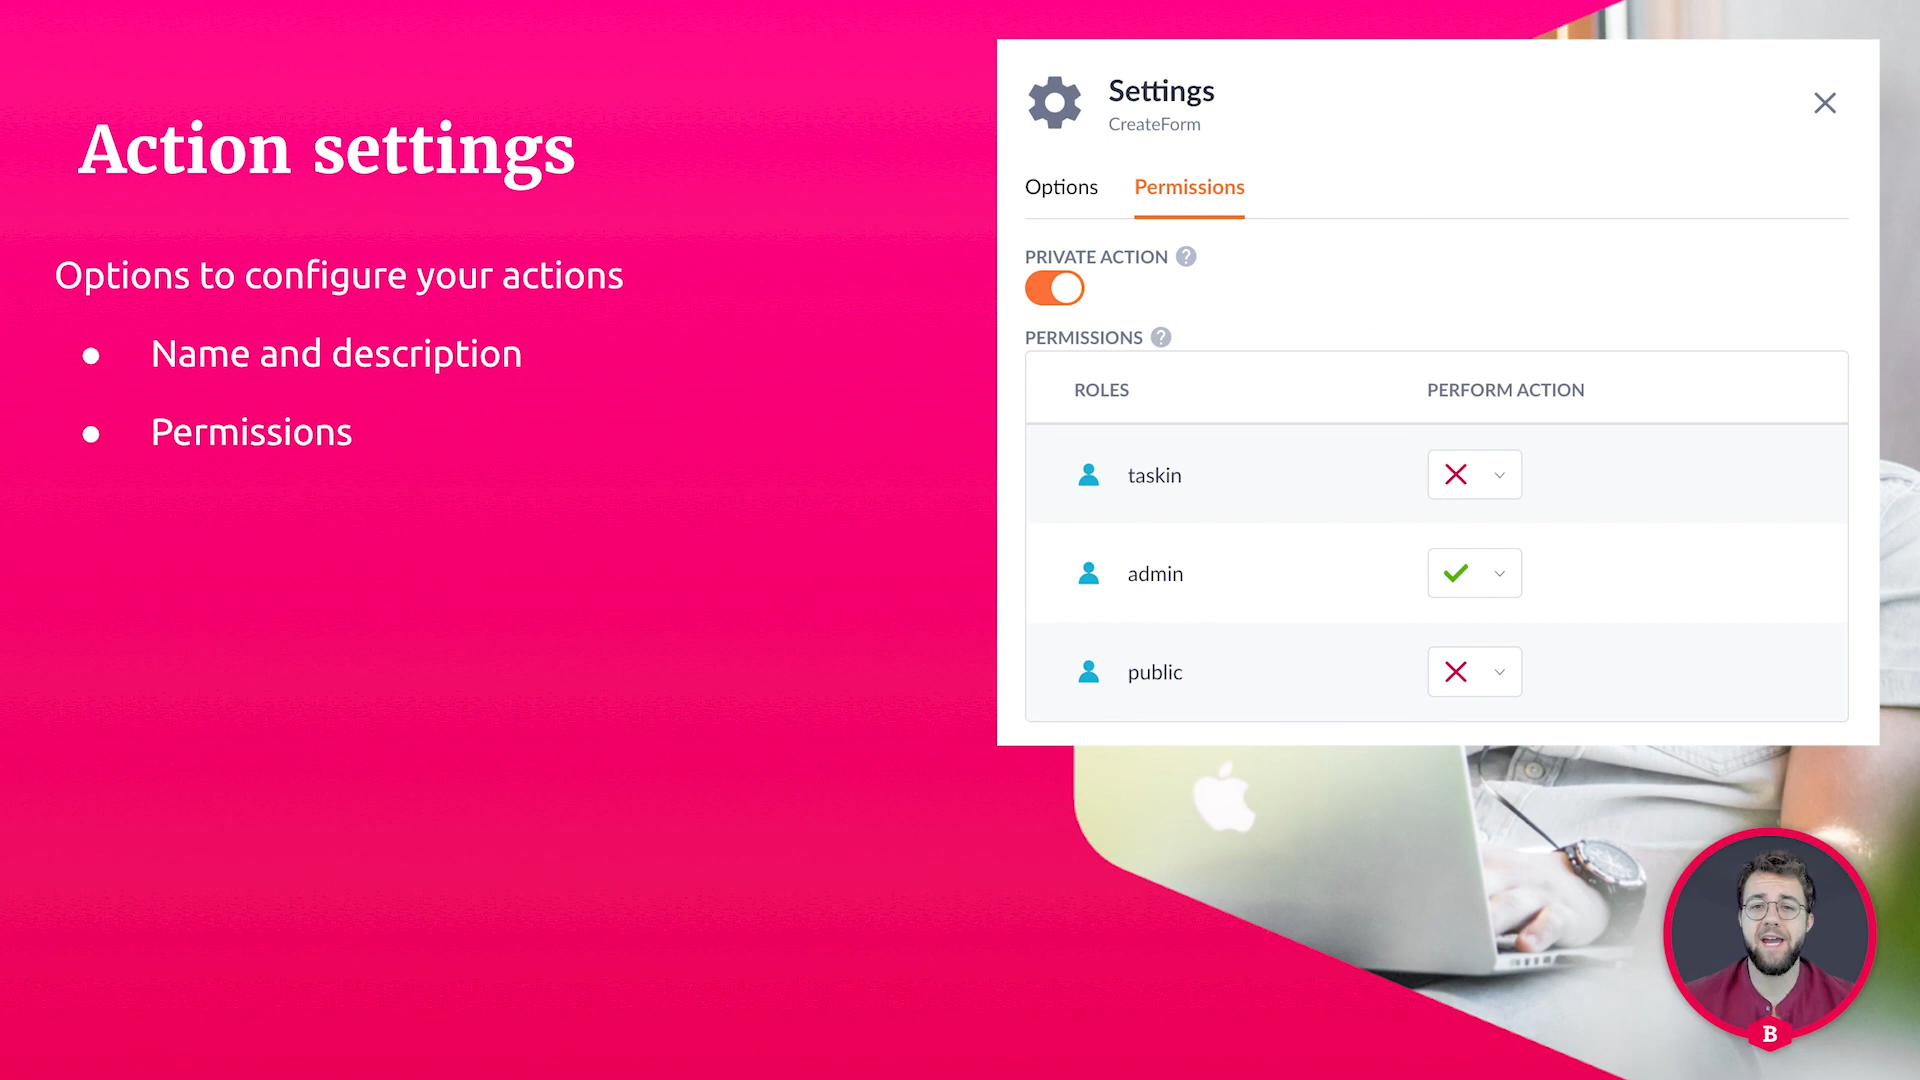 Action settings
Options to configure your actions
● Name and description
● Permissions
Settings
CreateForm
Options Permissions
PRIVATE ACTION ?
PERMISSIONS ?
ROLES PERFORM ACTION
taskin
admin
public
B